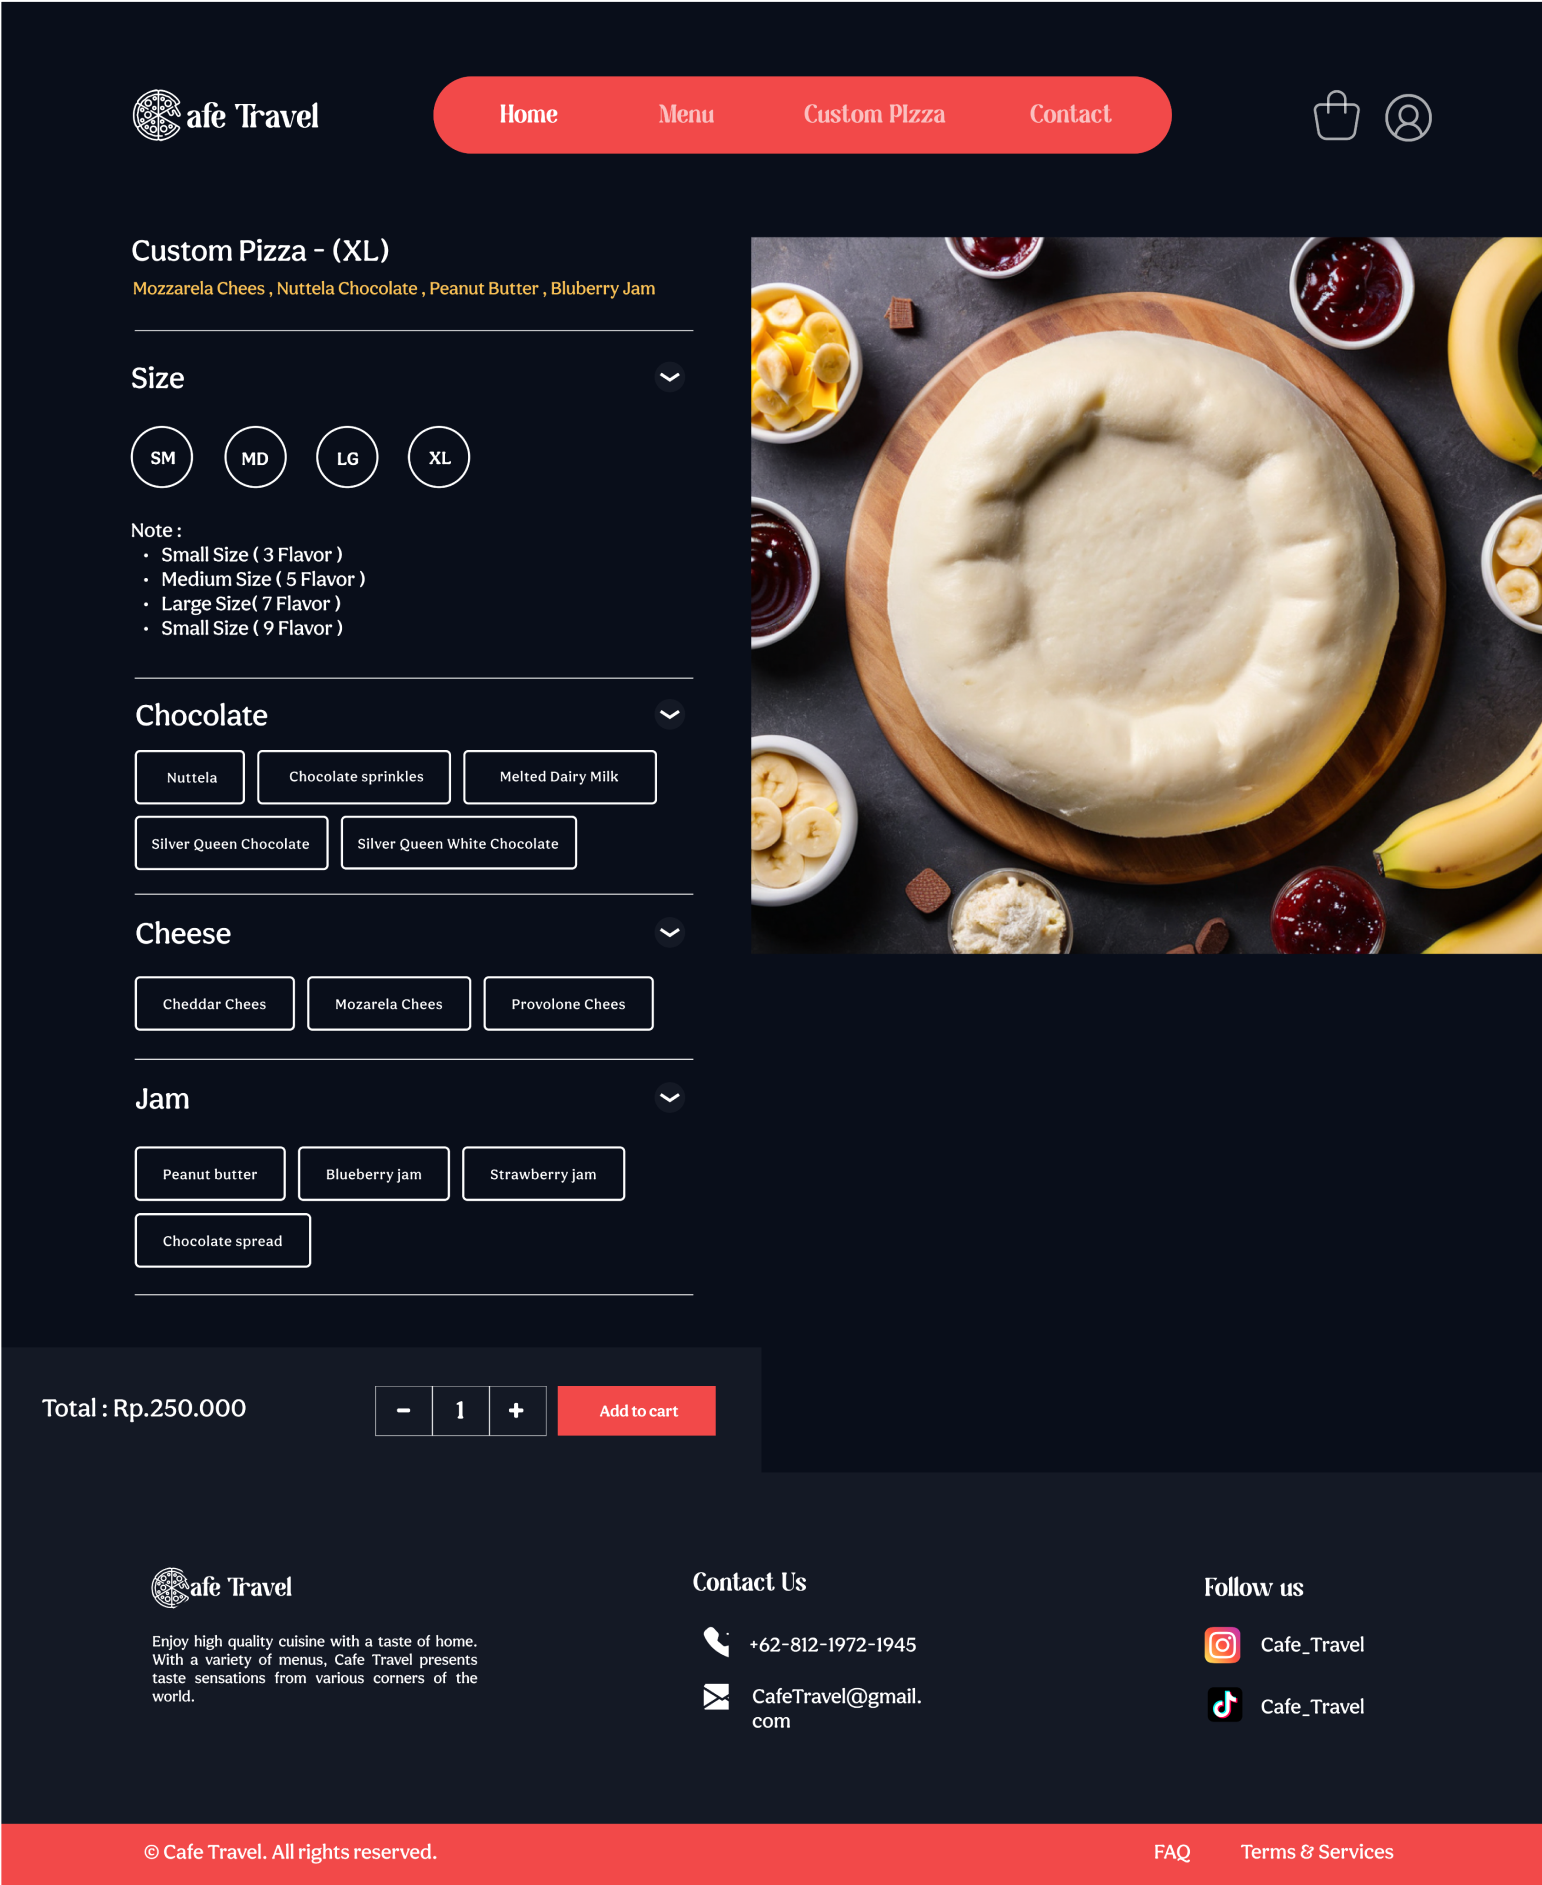 afe Travel
Home
Menu
Custom PIzza
Contact
Custom Pizza - (XL)
Mozzarela Chees , Nuttela Chocolate , Peanut Butter , Bluberry Jam
Size
SM
MD
LG
XL
Note :
• Small Size ( 3 Flavor )
• Medium Size ( 5 Flavor )
• Large Size( 7 Flavor )
• Small Size ( 9 Flavor )
Chocolate
Nuttela
Chocolate sprinkles
Melted Dairy Milk
Silver Queen Chocolate
Silver Queen White Chocolate
Cheese
Cheddar Chees
Mozarela Chees
Provolone Chees
Jam
Peanut butter
Blueberry jam
Strawberry jam
Chocolate spread
Total : Rp.250.000
-
1
+
Add to cart
afe Travel
Enjoy high quality cuisine with a taste of home.
With a variety of menus, Cafe Travel presents
taste sensations from various corners of the
world.
Contact Us
+62-812-1972-1945
CafeTravel@gmail.
com
Follow us
Cafe_Travel
Cafe_Travel
© Cafe Travel. All rights reserved.
FAQ
Terms & Services